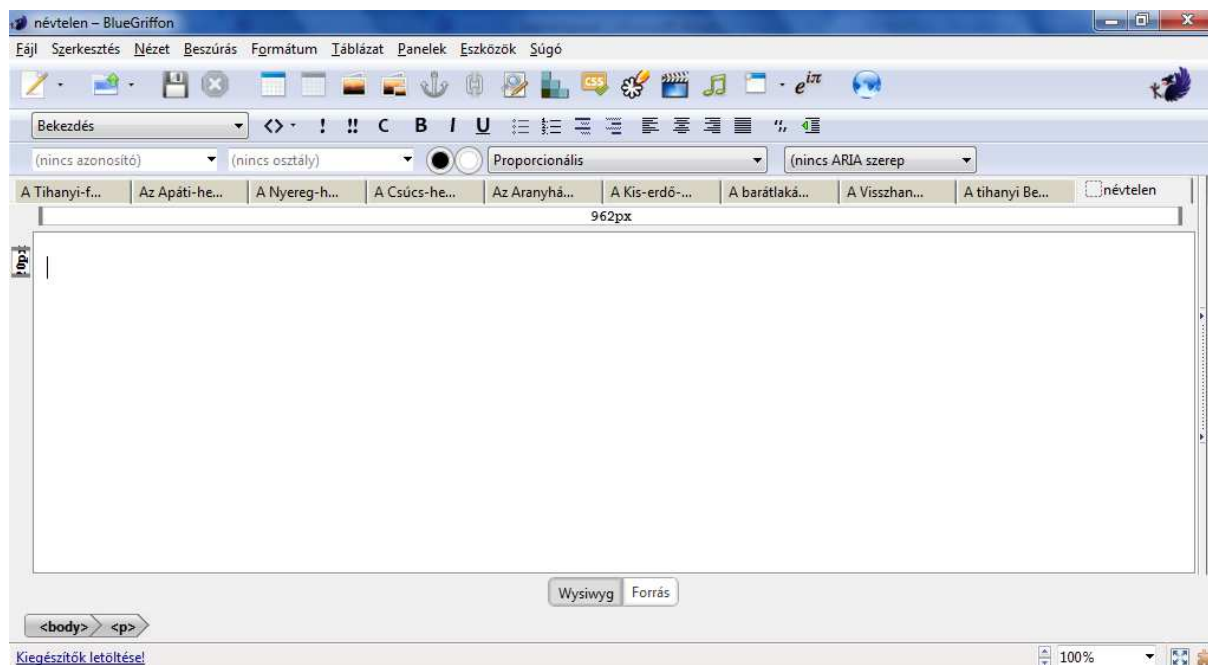 névtelen – BlueGriffon
Fájl Szerkesztés Nézet Beszúrás Formátum Táblázat Panelek Eszközök Súgó
CSS e^iπ
Bekezdés <> ! !! C B I U
(nincs azonosító) (nincs osztály) Proporcionális (nincs ARIA szerep
A Tihanyi-f... Az Apáti-he... A Nyereg-h... A Csúcs-he... Az Aranyhá... A Kis-erdő-... A barátlaká... A Visszhan... A tihanyi Be... névtelen
962px
Wysiwyg Forrás
<body> <p>
Kiegészítők letöltése! 100%